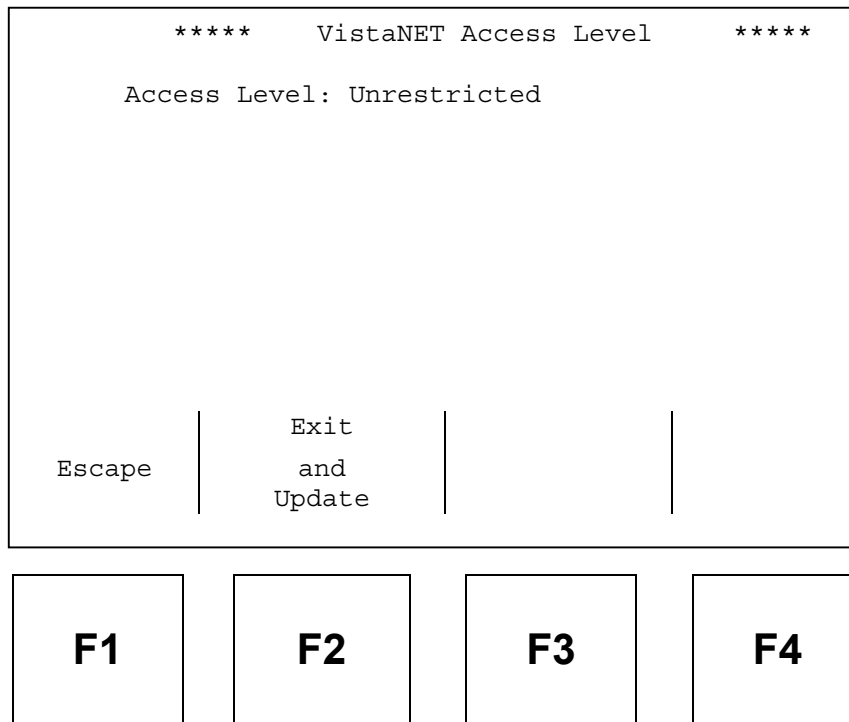 ***** VistaNET Access Level *****
Access Level: Unrestricted
Exit
Escape and
Update
F1 F2 F3 F4